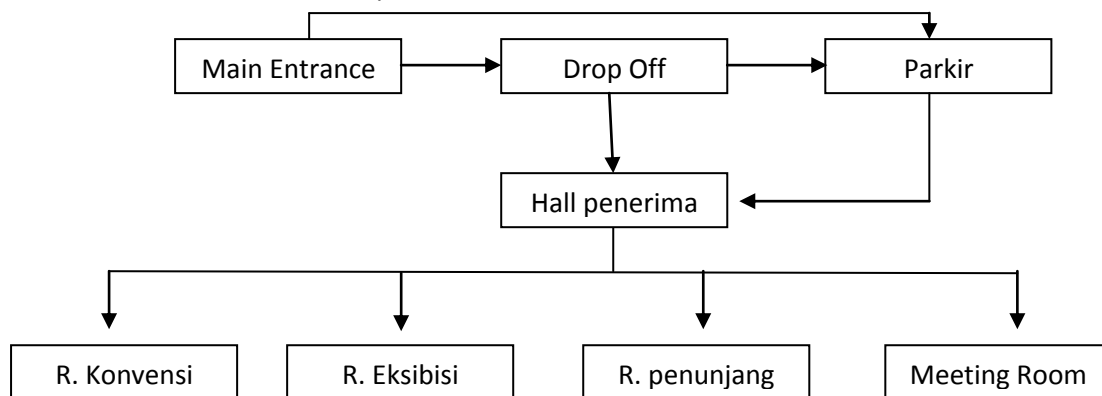 Main Entrance
Drop Off
Parkir
Hall penerima
R. Konvensi
R. Eksibisi
R. penunjang
Meeting Room